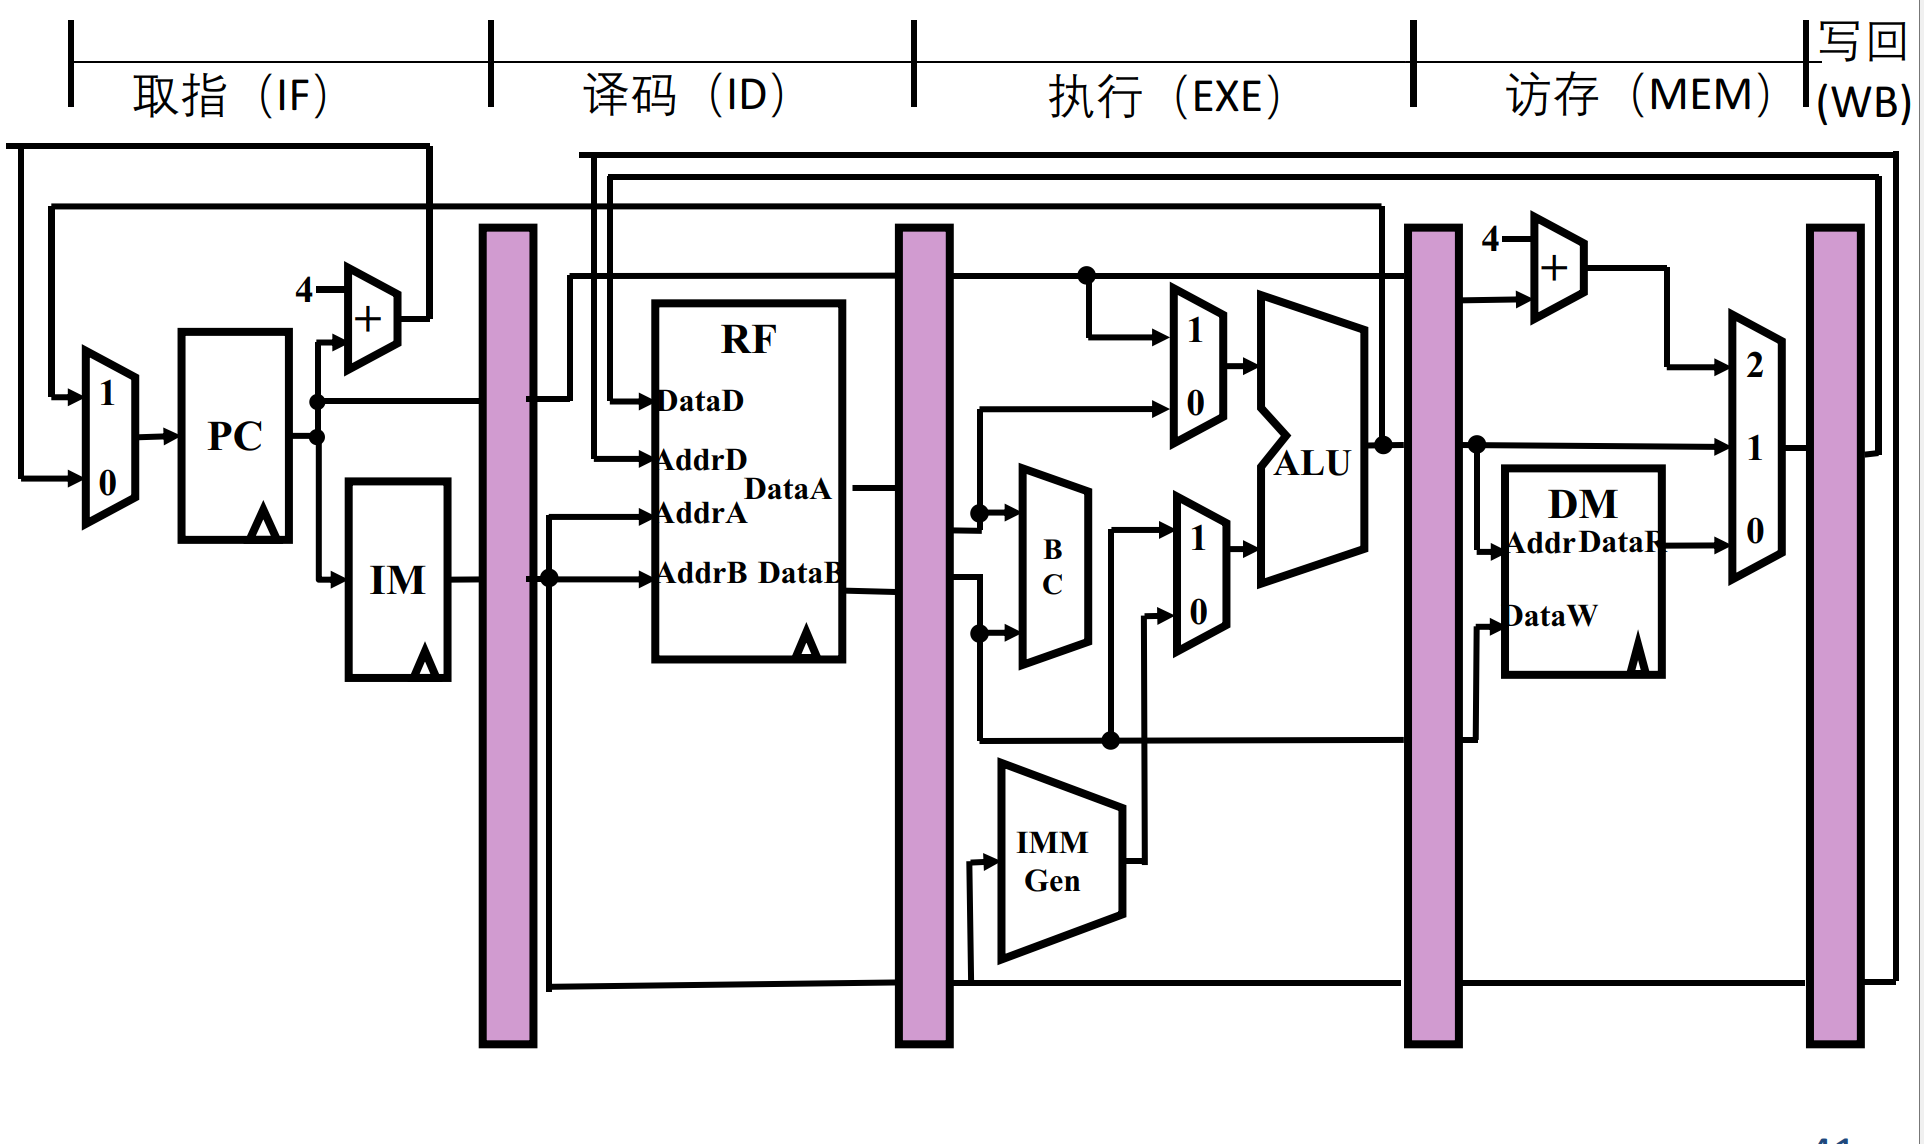 取指（IF）
译码（ID）
执行（EXE）
访存（MEM）
写回
(WB)
4
+
1
0
PC
IM
RF
DataD
AddrD
DataA
AddrA
AddrB DataB
B
C
1
0
1
0
ALU
IMM
Gen
4
+
DM
Addr DataR
DataW
2
1
0